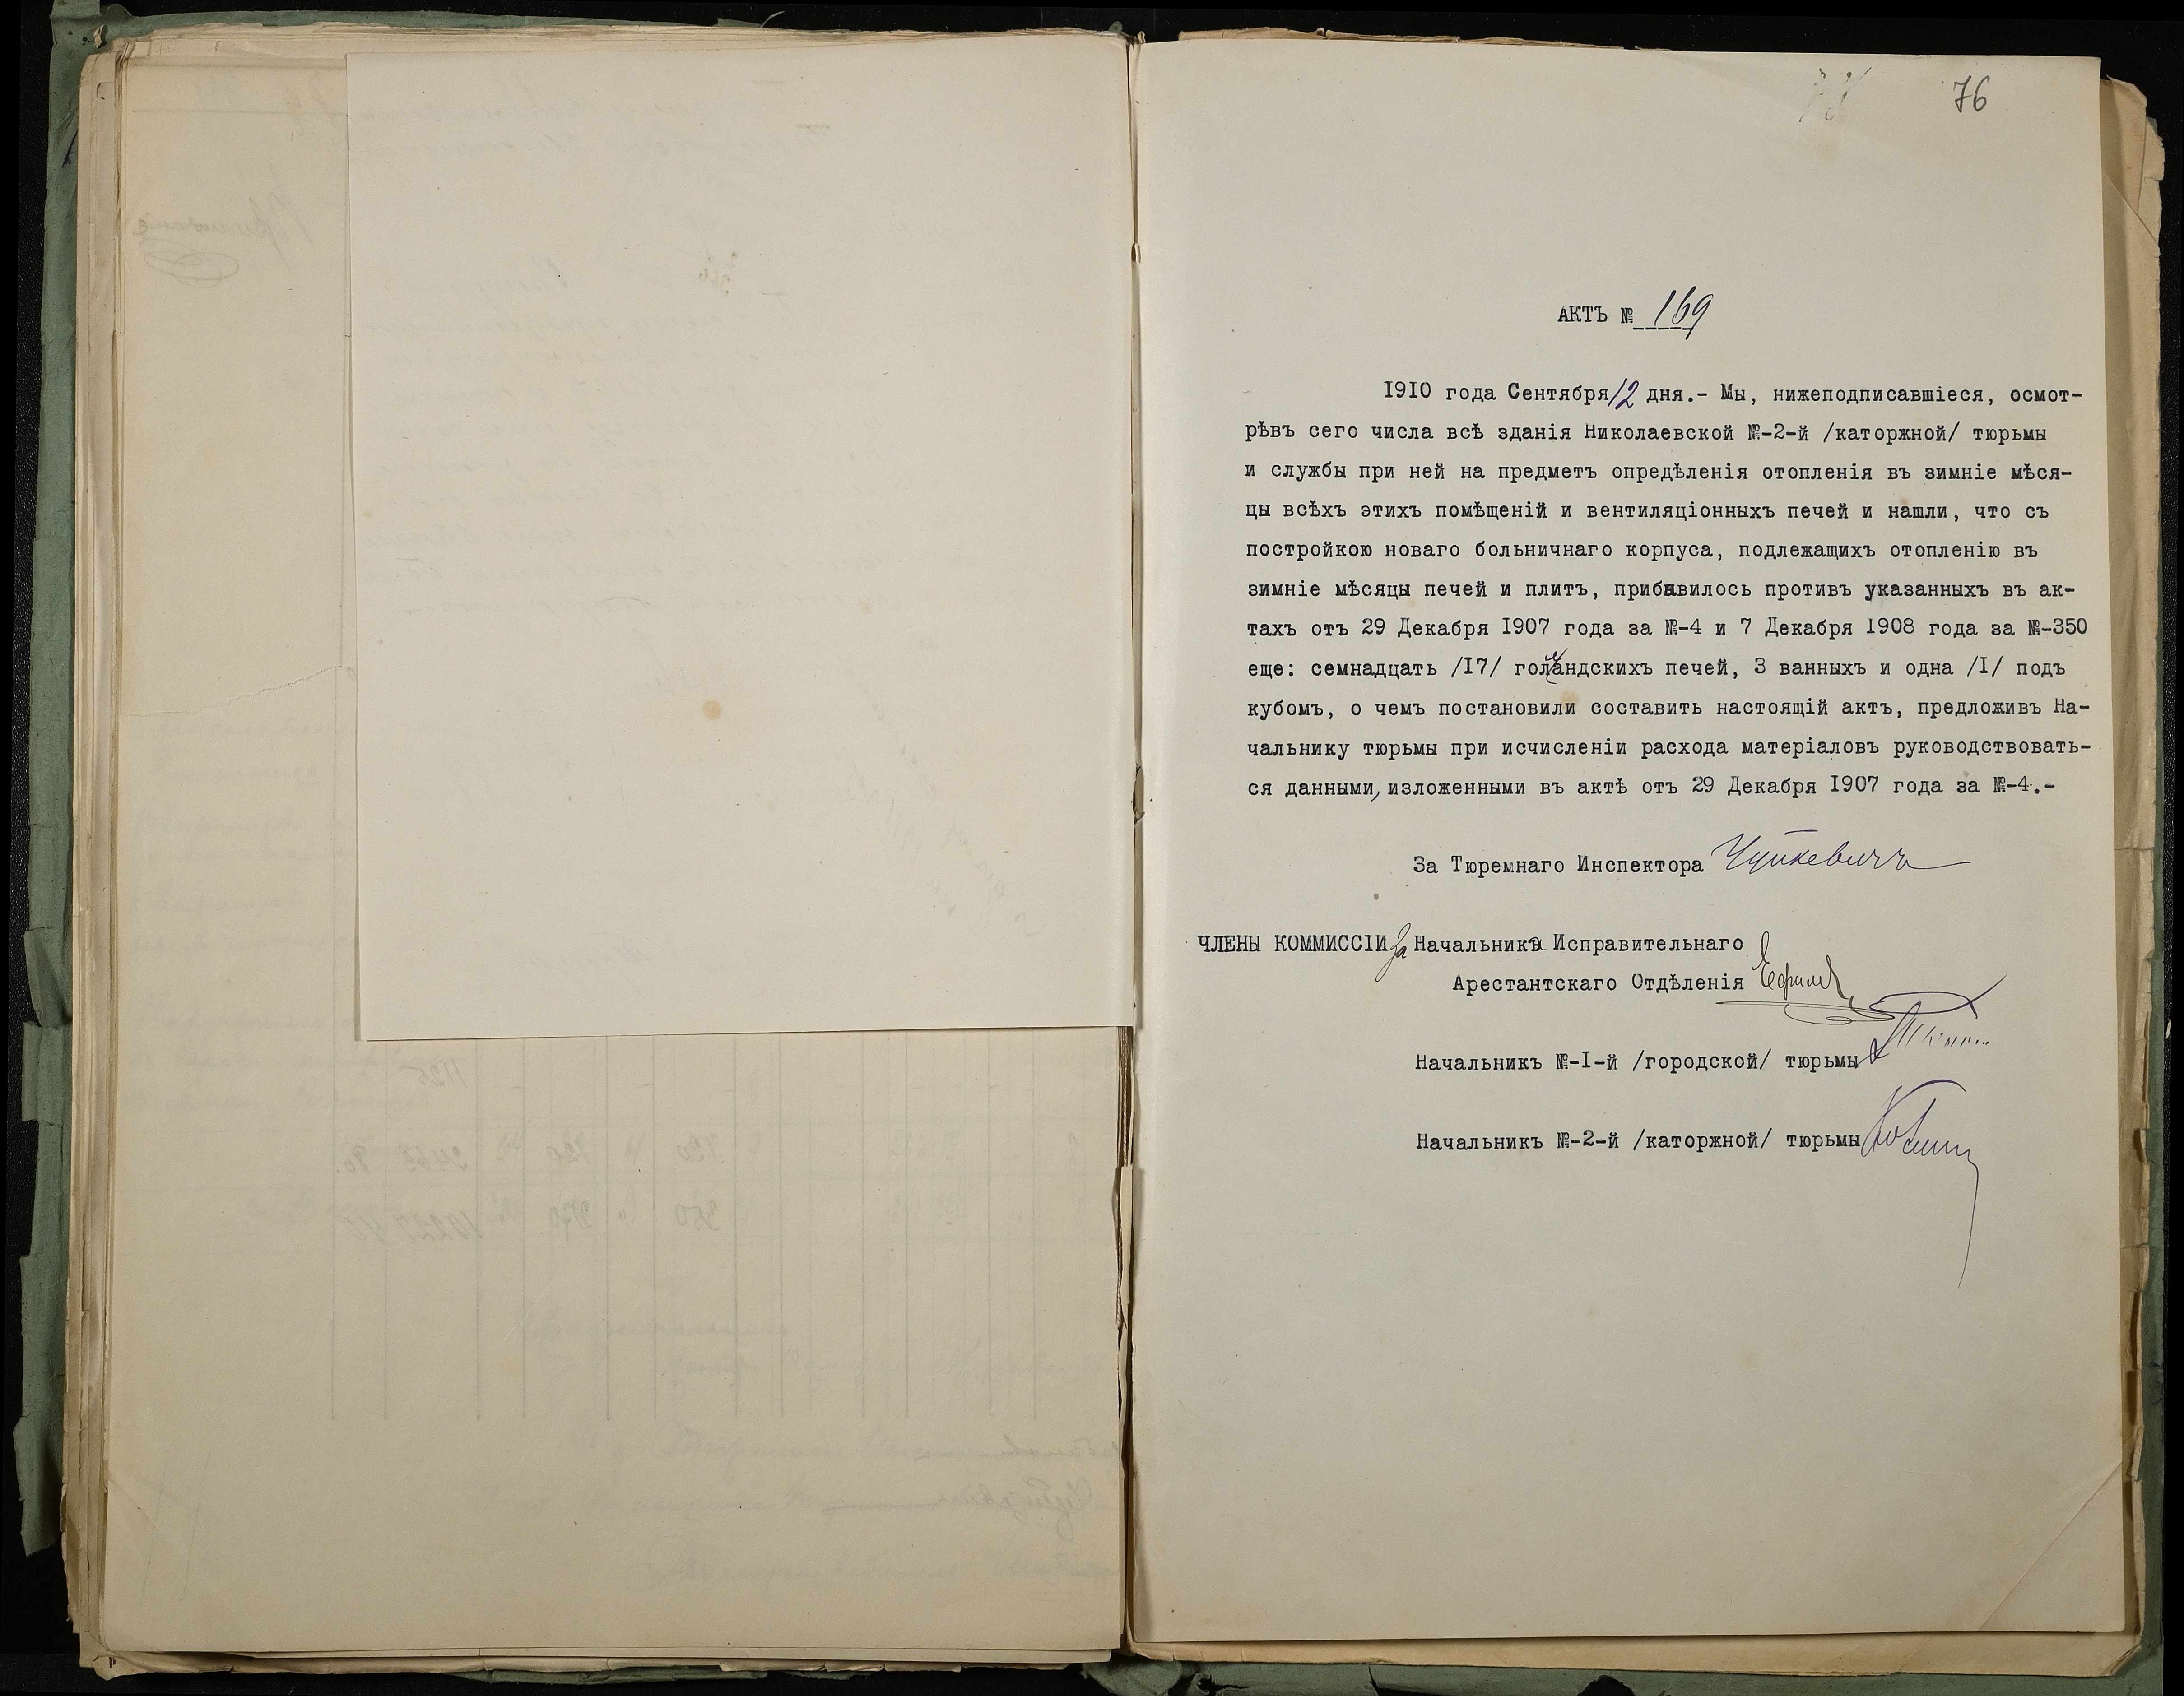 76
АКТЪ № 169
1910 года Сентября 12 дня.- Мы, нижеподписавшіеся, осмот-
рѣвъ сего числа всѣ зданія Николаевской №-2-й /каторжной/ тюрьмы
и службы при ней на предметъ опредѣленія отопленія въ зимніе мѣся-
цы всѣхъ этихъ помѣщеній и вентиляціонныхъ печей и нашли, что съ
постройкою новаго больничнаго корпуса, подлежащихъ отопленію въ
зимніе мѣсяцы печей и плитъ, прибавилось противъ указанныхъ въ ак-
тахъ отъ 29 Декабря 1907 года за №-4 и 7 Декабря 1908 года за №-350
еще: семнадцать /I7/ голландскихъ печей, 3 ванныхъ и одна /I/ подъ
кубомъ, о чемъ постановили составить настоящій актъ, предложивъ На-
чальнику тюрьмы при исчисленіи расхода матеріаловъ руководствовать-
ся данными, изложенными въ актѣ отъ 29 Декабря 1907 года за №-4.-
За Тюремнаго Инспектора Чуйкевичъ
ЧЛЕНЫ КОММИССІИ За Начальника Исправительнаго
Арестантскаго Отдѣленія
Начальникъ №-I-й /городской/ тюрьмы
Начальникъ №-2-й /каторжной/ тюрьмы